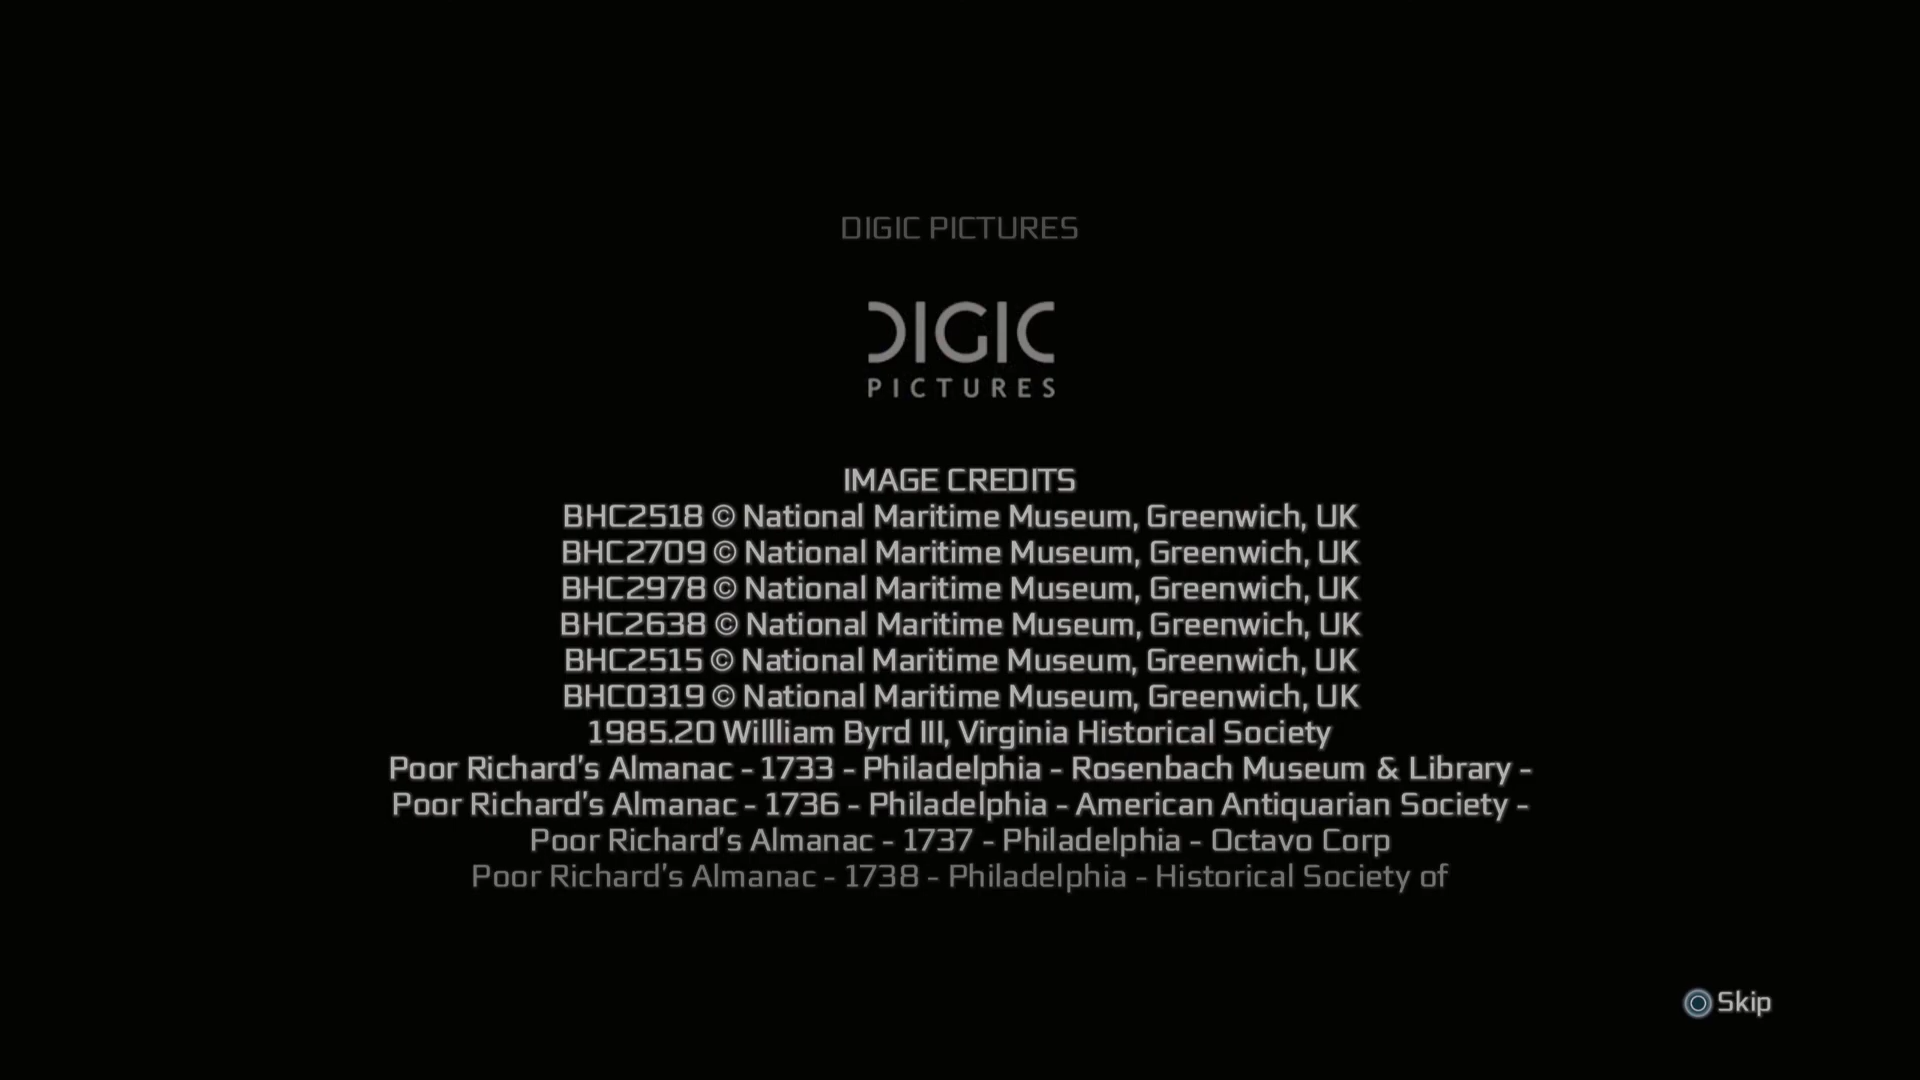 DIGIC PICTURES
DIGIC
PICTURES
IMAGE CREDITS
BHC2518 © National Maritime Museum, Greenwich, UK
BHC2709 © National Maritime Museum, Greenwich, UK
BHC2978 © National Maritime Museum, Greenwich, UK
BHC2638 © National Maritime Museum, Greenwich, UK
BHC2515 © National Maritime Museum, Greenwich, UK
BHC0319 © National Maritime Museum, Greenwich, UK
1985.20 Willliam Byrd III, Virginia Historical Society
Poor Richard's Almanac - 1733 - Philadelphia - Rosenbach Museum & Library -
Poor Richard's Almanac - 1736 - Philadelphia - American Antiquarian Society -
Poor Richard's Almanac - 1737 - Philadelphia - Octavo Corp
Poor Richard's Almanac - 1738 - Philadelphia - Historical Society of
Skip